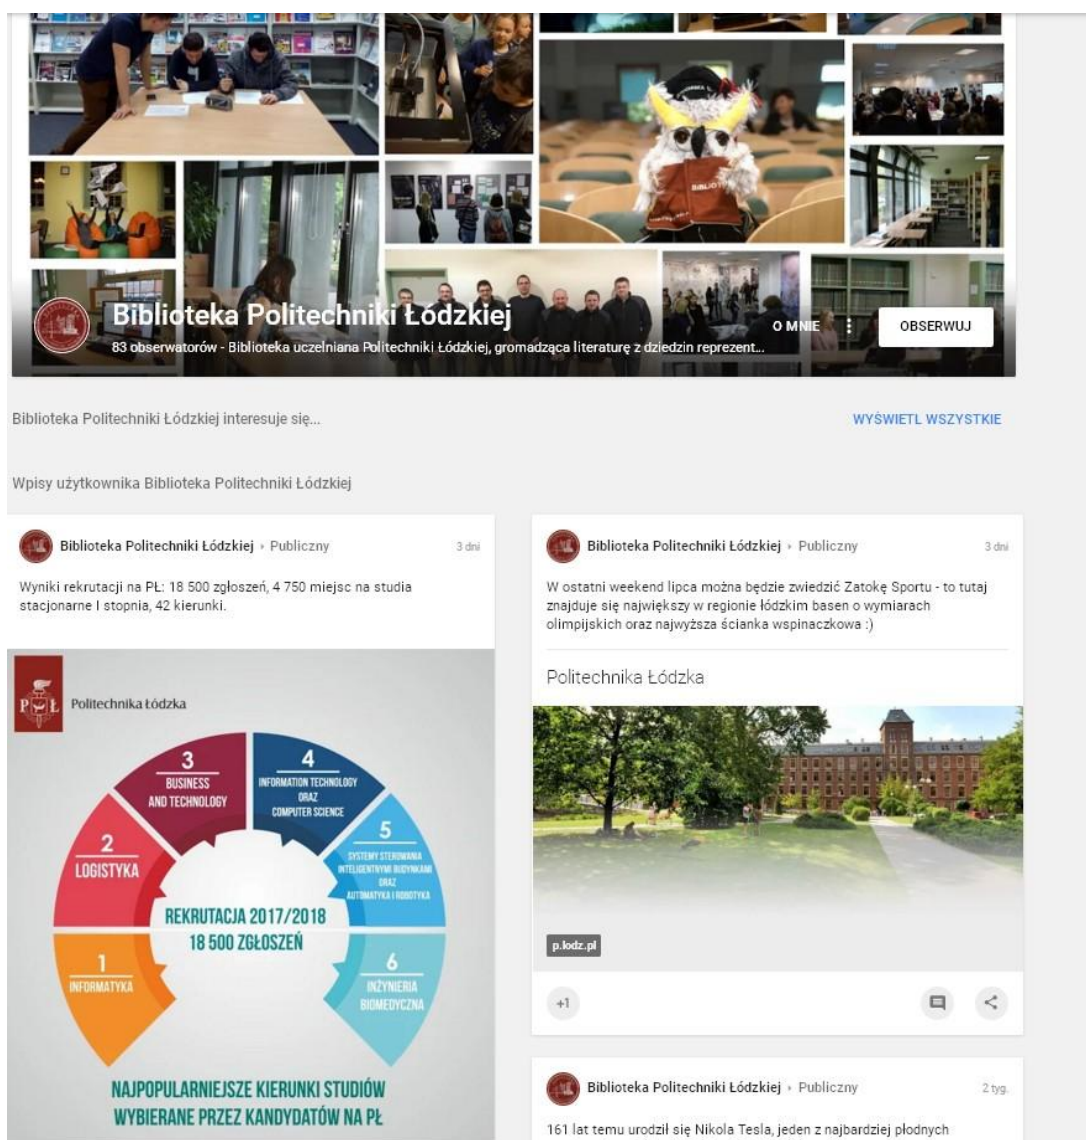 BIBLIO
Biblioteka Politechniki Łódzkiej
83 obserwatorów - Biblioteka uczelniana Politechniki Łódzkiej, gromadząca literaturę z dziedzin reprezent...
O MNIE
OBSERWUJ
Biblioteka Politechniki Łódzkiej interesuje się...
WYŚWIETL WSZYSTKIE
Wpisy użytkownika Biblioteka Politechniki Łódzkiej
Biblioteka Politechniki Łódzkiej › Publiczny
3 dni
Wyniki rekrutacji na PŁ: 18 500 zgłoszeń, 4 750 miejsc na studia
stacjonarne I stopnia, 42 kierunki.
P Ł
Politechnika Łódzka
1
INFORMATYKA
2
LOGISTYKA
3
BUSINESS
AND TECHNOLOGY
4
INFORMATION TECHNOLOGY
ORAZ
COMPUTER SCIENCE
5
SYSTEMY STEROWANIA
INTELIGENTNYMI BUDYNKAMI
ORAZ
AUTOMATYKA I ROBOTYKA
6
INŻYNIERIA
BIOMEDYCZNA
REKRUTACJA 2017/2018
18 500 ZGŁOSZEŃ
NAJPOPULARNIEJSZE KIERUNKI STUDIÓW
WYBIERANE PRZEZ KANDYDATÓW NA PŁ
Biblioteka Politechniki Łódzkiej › Publiczny
3 dni
W ostatni weekend lipca można będzie zwiedzić Zatokę Sportu - to tutaj
znajduje się największy w regionie łódzkim basen o wymiarach
olimpijskich oraz najwyższa ścianka wspinaczkowa :)
Politechnika Łódzka
p.lodz.pl
+1
Biblioteka Politechniki Łódzkiej › Publiczny
2 tyg.
161 lat temu urodził się Nikola Tesla, jeden z najbardziej płodnych